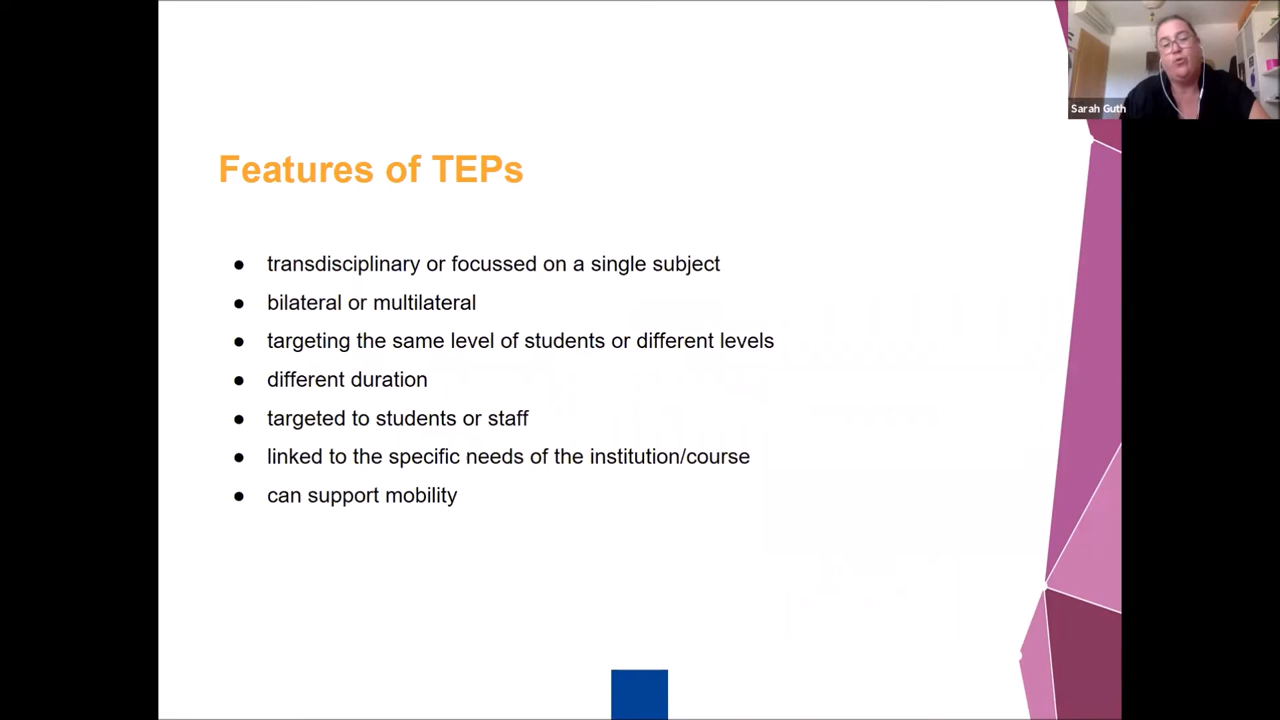 Sarah Guth
Features of TEPs
● transdisciplinary or focussed on a single subject
● bilateral or multilateral
● targeting the same level of students or different levels
● different duration
● targeted to students or staff
● linked to the specific needs of the institution/course
● can support mobility